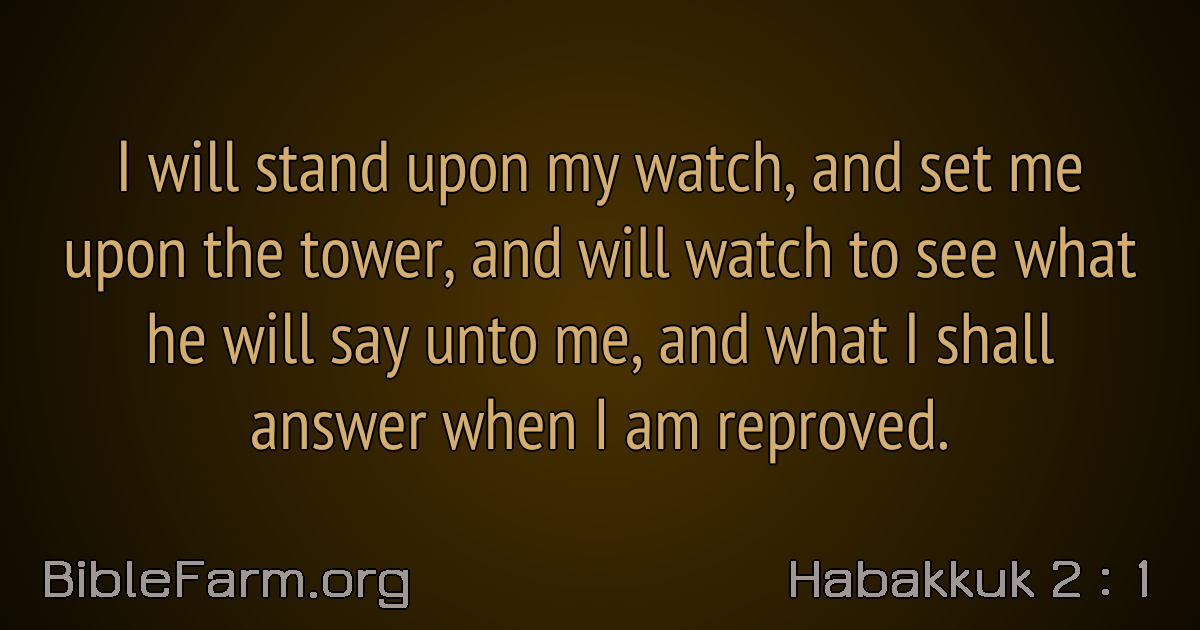 I will stand upon my watch, and set me
upon the tower, and will watch to see what
he will say unto me, and what I shall
answer when I am reproved.
BibleFarm.org
Habakkuk 2 : 1